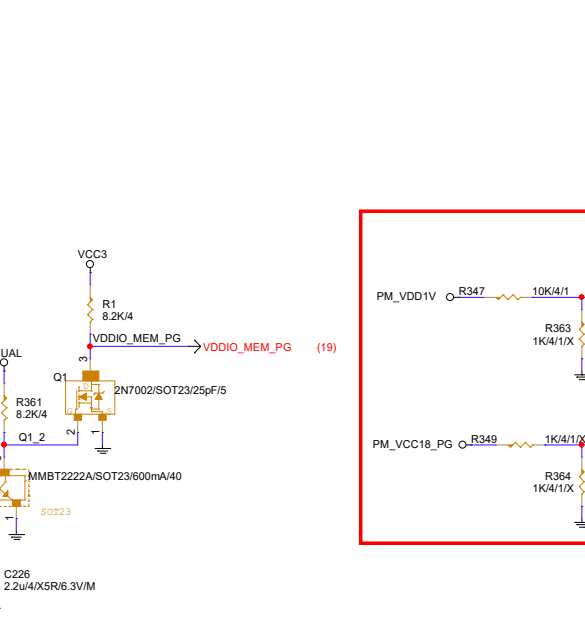 VCC3
R1
8.2K/4
VDDIO_MEM_PG
VDDIO_MEM_PG (19)
3
UAL
Q1
D
G
S
2N7002/SOT23/25pF/5
R361
8.2K/4
2
1
Q1_2
MMBT2222A/SOT23/600mA/40
SOT23
1
C226
2.2u/4/X5R/6.3V/M
PM_VDD1V
R347
10K/4/1
R363
1K/4/1/X
PM_VCC18_PG
R349
1K/4/1/X
R364
1K/4/1/X